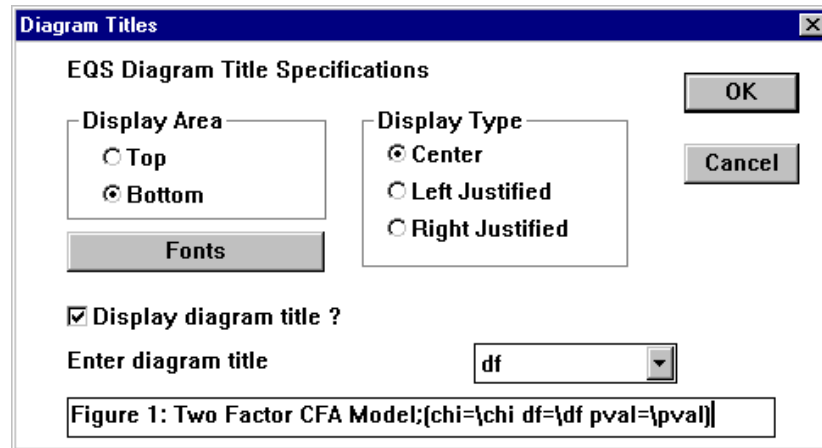 Diagram Titles
EQS Diagram Title Specifications
OK
Display Area
Display Type
Top
Center
Cancel
Bottom
Left Justified
Right Justified
Fonts
Display diagram title ?
Enter diagram title
df
Figure 1: Two Factor CFA Model;(chi=\chi df=\df pval=\pval)